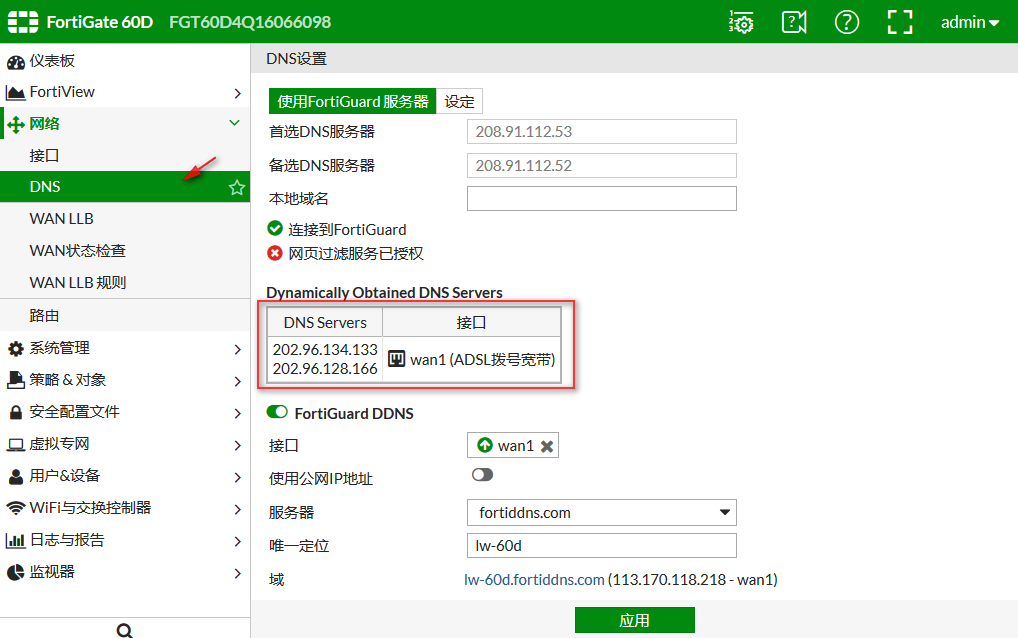 FortiGate 60D FGT60D4Q16066098 admin
仪表板
FortiView
网络
接口
DNS
WAN LLB
WAN状态检查
WAN LLB 规则
路由
系统管理
策略 & 对象
安全配置文件
虚拟专网
用户&设备
WiFi与交换控制器
日志与报告
监视器
DNS设置
使用FortiGuard 服务器 设定
首选DNS服务器 208.91.112.53
备选DNS服务器 208.91.112.52
本地域名
连接到FortiGuard
网页过滤服务已授权
Dynamically Obtained DNS Servers
DNS Servers 接口
202.96.134.133
202.96.128.166 wan1 (ADSL拨号宽带)
FortiGuard DDNS
接口 wan1
使用公网IP地址
服务器 fortiddns.com
唯一定位 lw-60d
域 lw-60d.fortiddns.com (113.170.118.218 - wan1)
应用